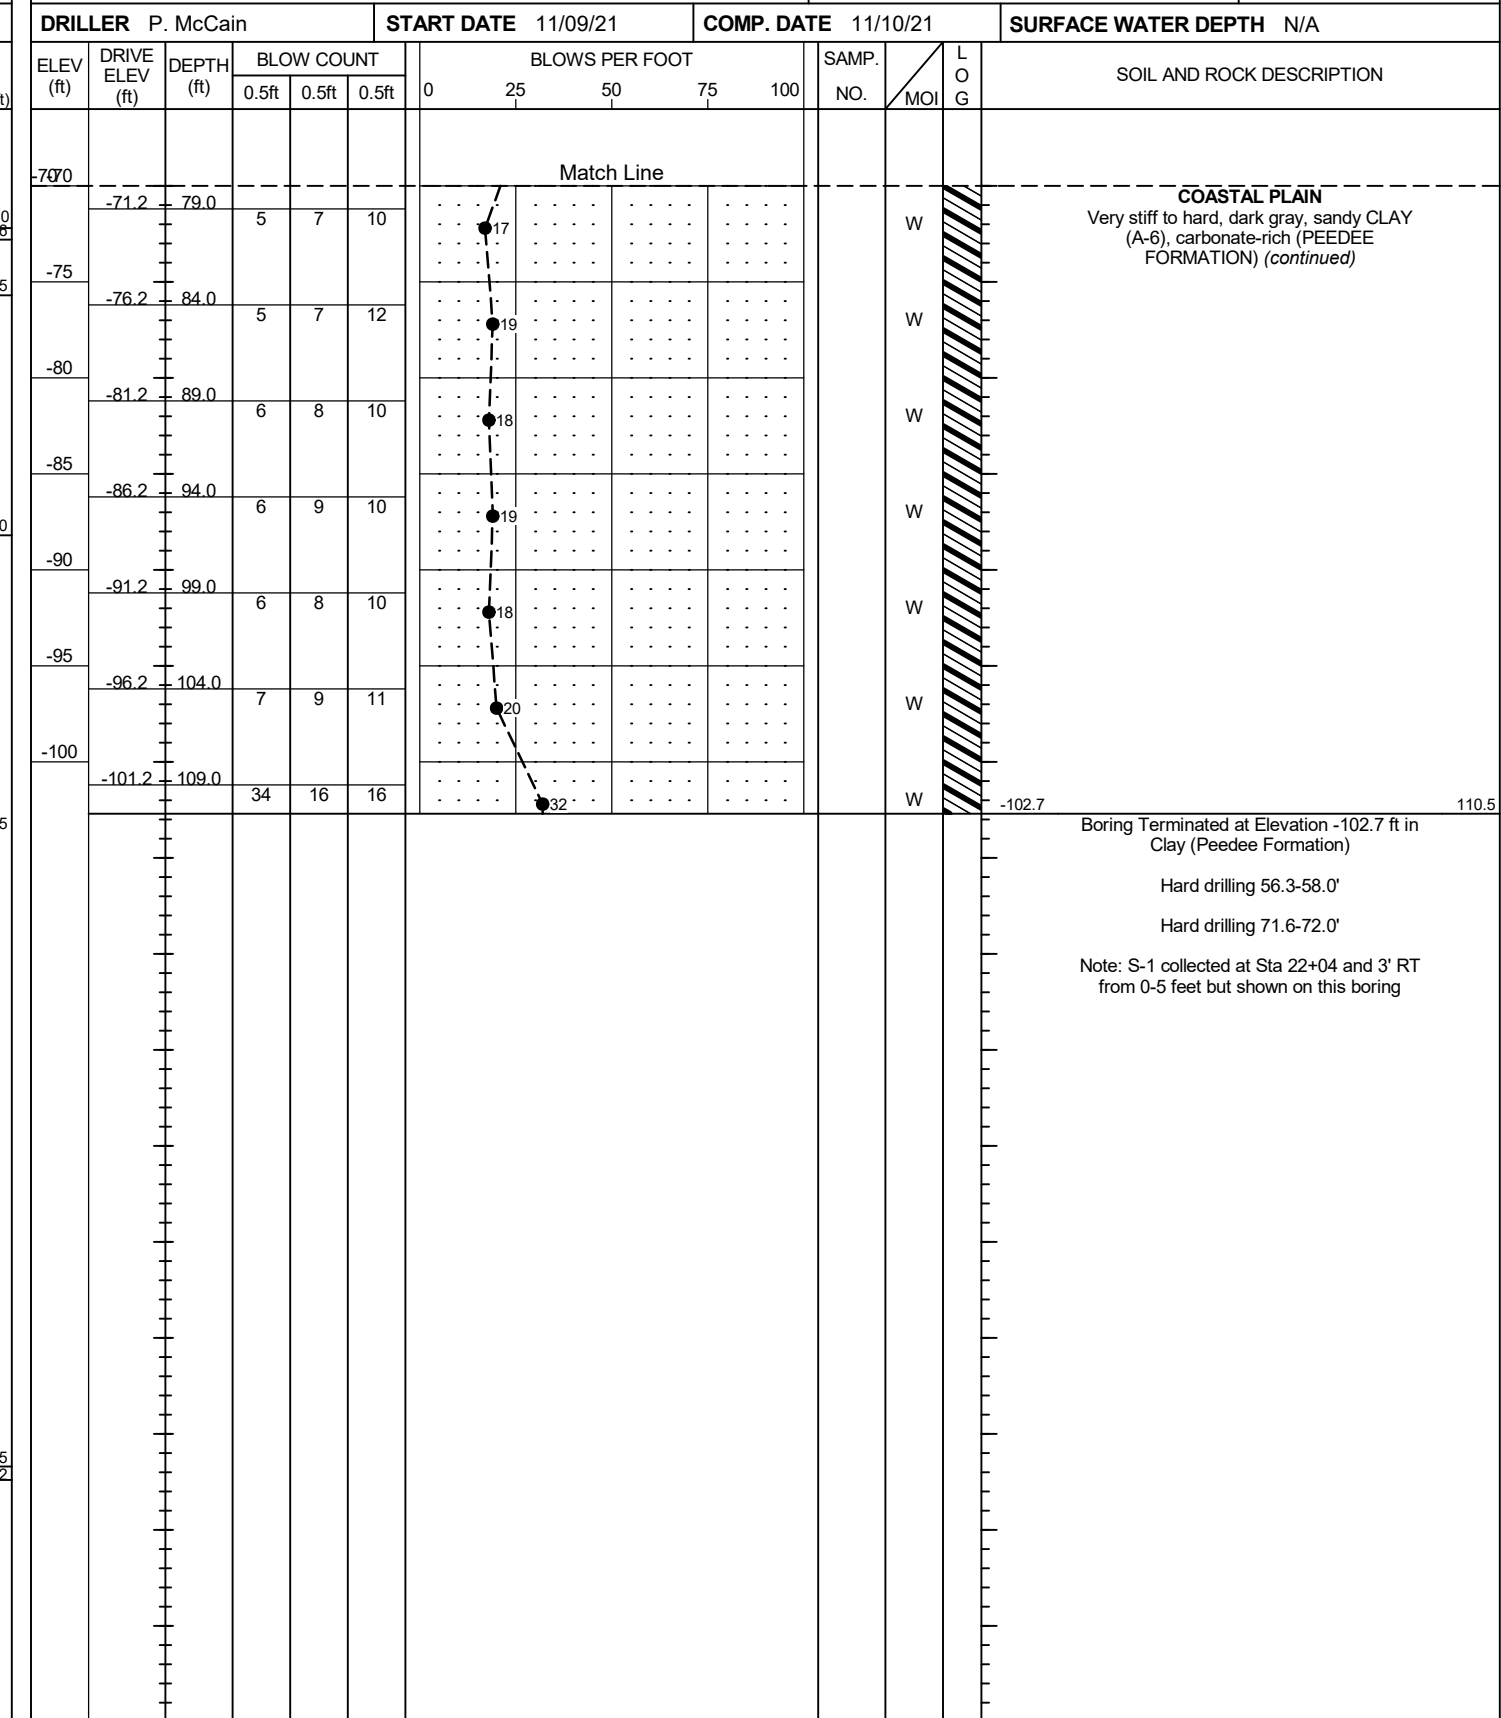 DRILLER P. McCain START DATE 11/09/21 COMP. DATE 11/10/21 SURFACE WATER DEPTH N/A
ELEV (ft) DRIVE ELEV (ft) DEPTH (ft) BLOW COUNT BLOWS PER FOOT SAMP. NO. MOI LOG SOIL AND ROCK DESCRIPTION
0.5ft 0.5ft 0.5ft 0 25 50 75 100
Match Line
-70
-71.2 79.0 5 7 10 17 W
-75
-76.2 84.0 5 7 12 19 W
-80
-81.2 89.0 6 8 10 18 W
-85
-86.2 94.0 6 9 10 19 W
-90
-91.2 99.0 6 8 10 18 W
-95
-96.2 104.0 7 9 11 20 W
-100
-101.2 109.0 34 16 16 32 W
COASTAL PLAIN
Very stiff to hard, dark gray, sandy CLAY
(A-6), carbonate-rich (PEEDEE
FORMATION) (continued)
-102.7 110.5
Boring Terminated at Elevation -102.7 ft in
Clay (Peedee Formation)
Hard drilling 56.3-58.0'
Hard drilling 71.6-72.0'
Note: S-1 collected at Sta 22+04 and 3' RT
from 0-5 feet but shown on this boring